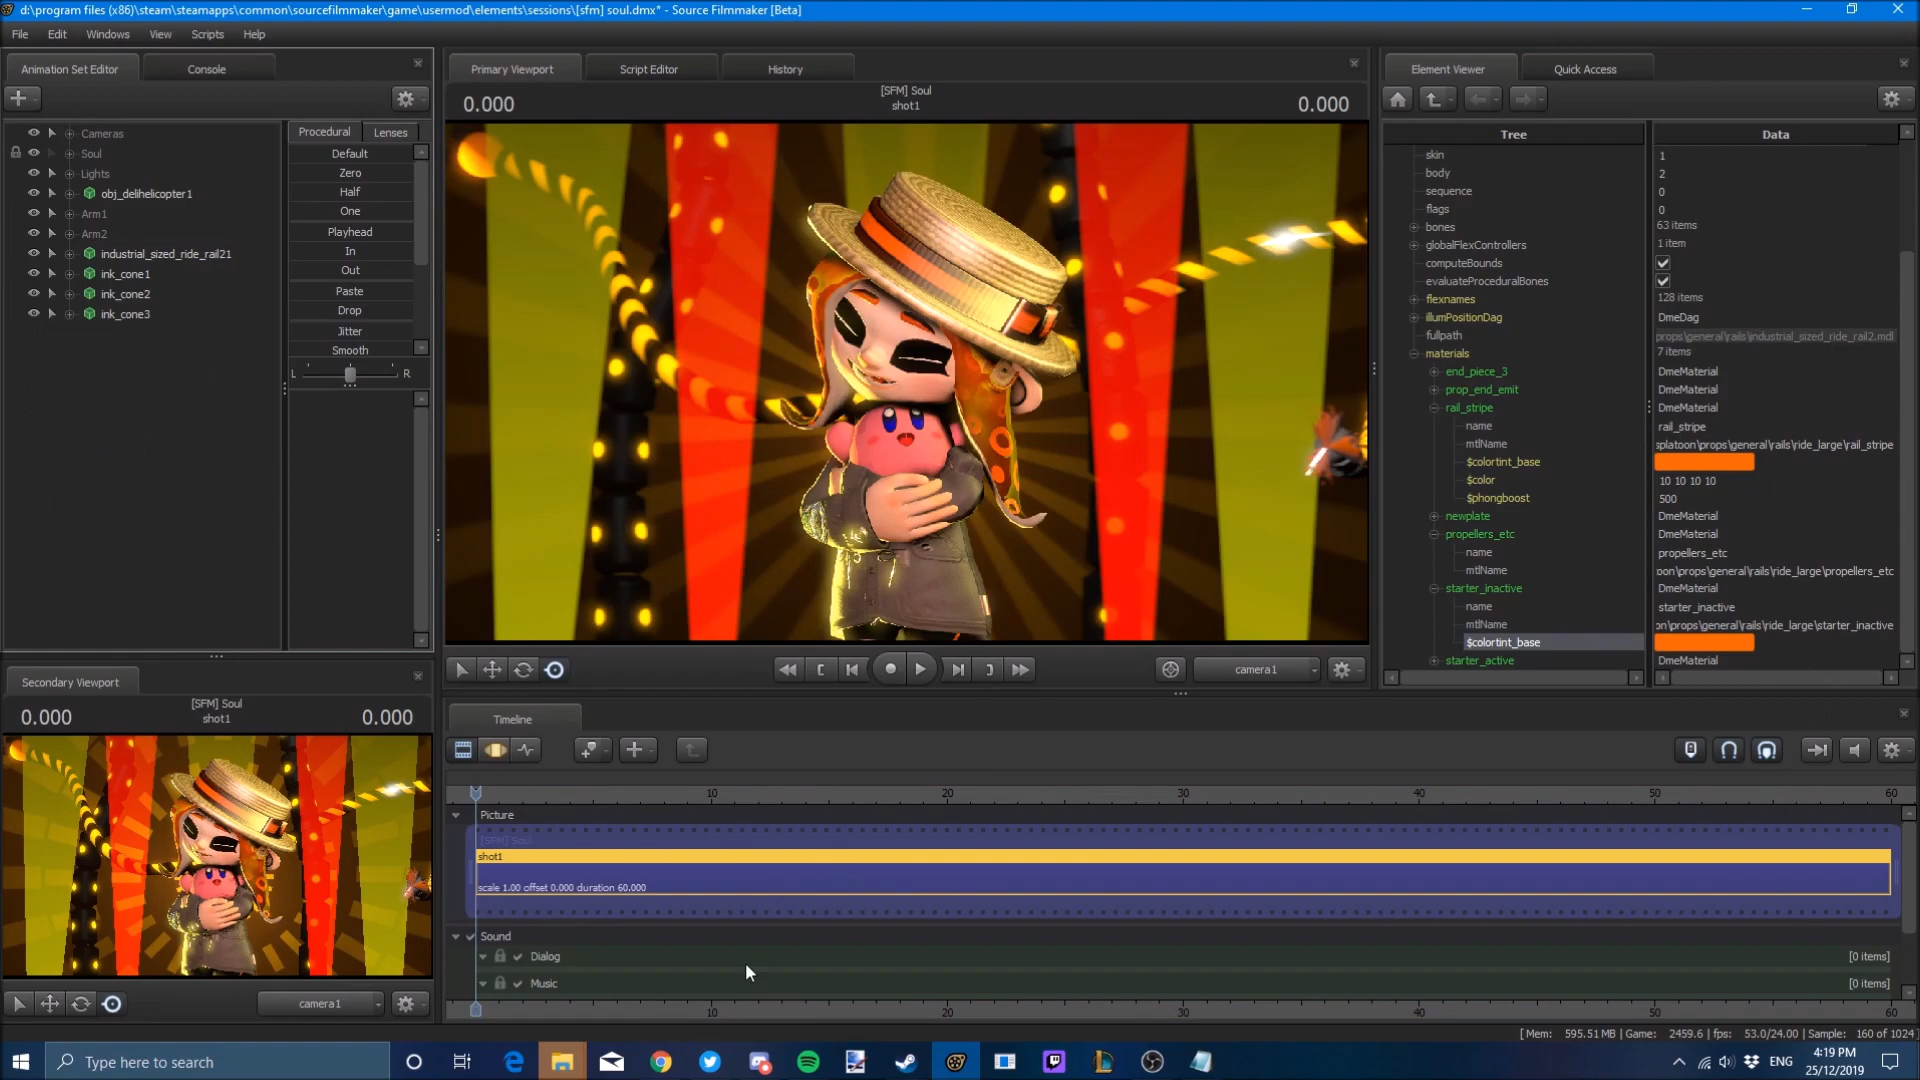 d:\program files (x86)\steam\steamapps\common\sourcefilmmaker\game\usermod\elements\sessions\[sfm] soul.dmx* - Source Filmmaker [Beta]
File Edit Windows View Scripts Help
Animation Set Editor Console
Cameras
Soul
Lights
obj_delihelicopter1
Arm1
Arm2
industrial_sized_ride_rail21
ink_cone1
ink_cone2
ink_cone3
Procedural Lenses
Default
Zero
Half
One
Playhead
In
Out
Paste
Drop
Jitter
Smooth
L R
Primary Viewport Script Editor History
0.000 [SFM] Soul 0.000
shot1
camera1
Element Viewer Quick Access
Tree Data
skin 1
body 2
sequence 0
flags 0
bones 63 items
globalFlexControllers 1 item
computeBounds
evaluateProceduralBones
flexnames 128 items
illumPositionDag DmeDag
fullpath props\general\rails\industrial_sized_ride_rail2.mdl
materials 7 items
end_piece_3 DmeMaterial
prop_end_emit DmeMaterial
rail_stripe DmeMaterial
name rail_stripe
mtlName splatoon\props\general\rails\ride_large\rail_stripe
$colortint_base
$color 10 10 10 10
$phongboost 500
newplate DmeMaterial
propellers_etc DmeMaterial
name propellers_etc
mtlName oon\props\general\rails\ride_large\propellers_etc
starter_inactive DmeMaterial
name starter_inactive
mtlName on\props\general\rails\ride_large\starter_inactive
$colortint_base
starter_active DmeMaterial
Secondary Viewport
0.000 [SFM] Soul 0.000
shot1
camera1
Timeline
10 20 30 40 50 60
Picture
[SFM] Soul
shot1
scale 1.00 offset 0.000 duration 60.000
Sound
Dialog [0 items]
Music [0 items]
10 20 30 40 50 60
[ Mem: 595.51 MB | Game: 2459.6 | fps: 53.0/24.00 | Sample: 160 of 1024 ]
Type here to search
ENG
4:19 PM
25/12/2019